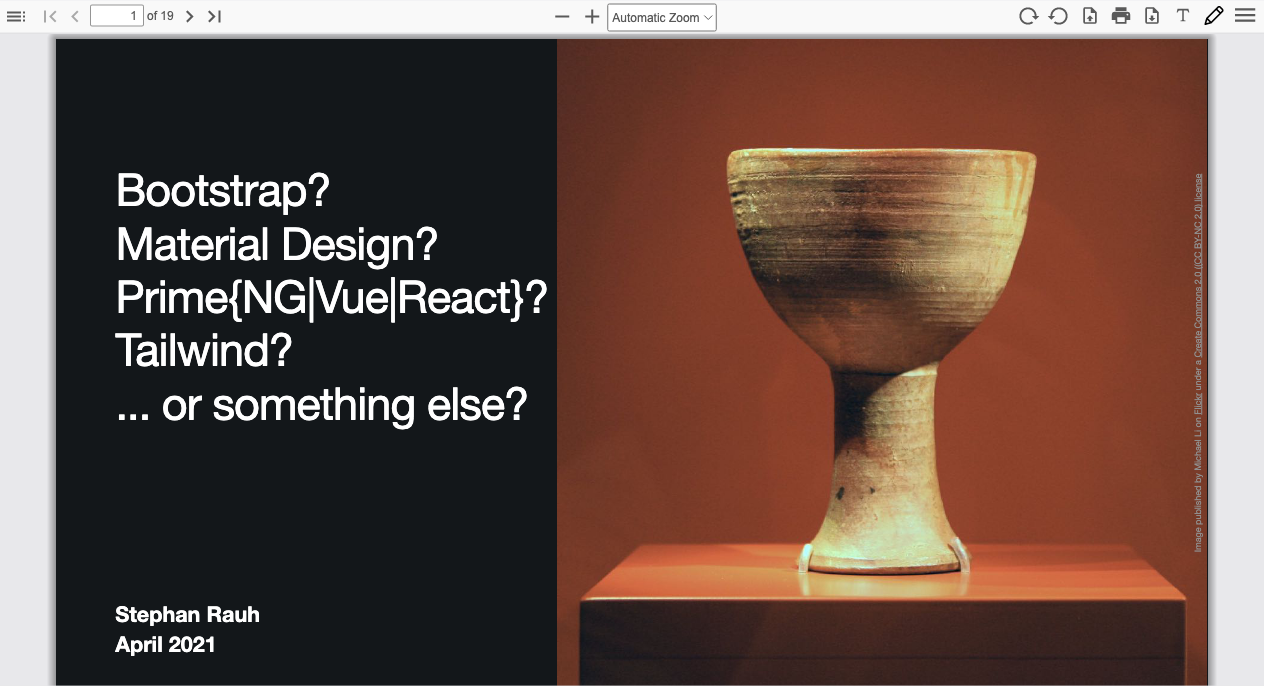 1 of 19
Automatic Zoom
T
Bootstrap?
Material Design?
Prime{NG|Vue|React}?
Tailwind?
... or something else?
Stephan Rauh
April 2021
Image published by Michael Li on Flickr under a Create Commons 2.0 ((CC BY-NC 2.0) license